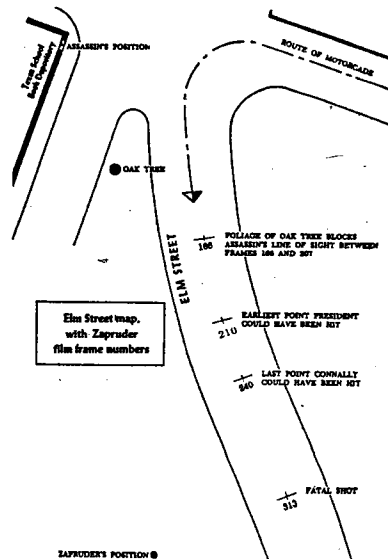 Texas School
Book Depository
ASSASSIN'S POSITION
ROUTE OF MOTORCADE
OAK TREE
ELM STREET
166
FOLIAGE OF OAK TREE BLOCKS
ASSASSIN'S LINE OF SIGHT BETWEEN
FRAMES 166 AND 207
Elm Street map,
with Zapruder
film frame numbers
210
EARLIEST POINT PRESIDENT
COULD HAVE BEEN HIT
240
LAST POINT CONNALLY
COULD HAVE BEEN HIT
313
FATAL SHOT
ZAPRUDER'S POSITION